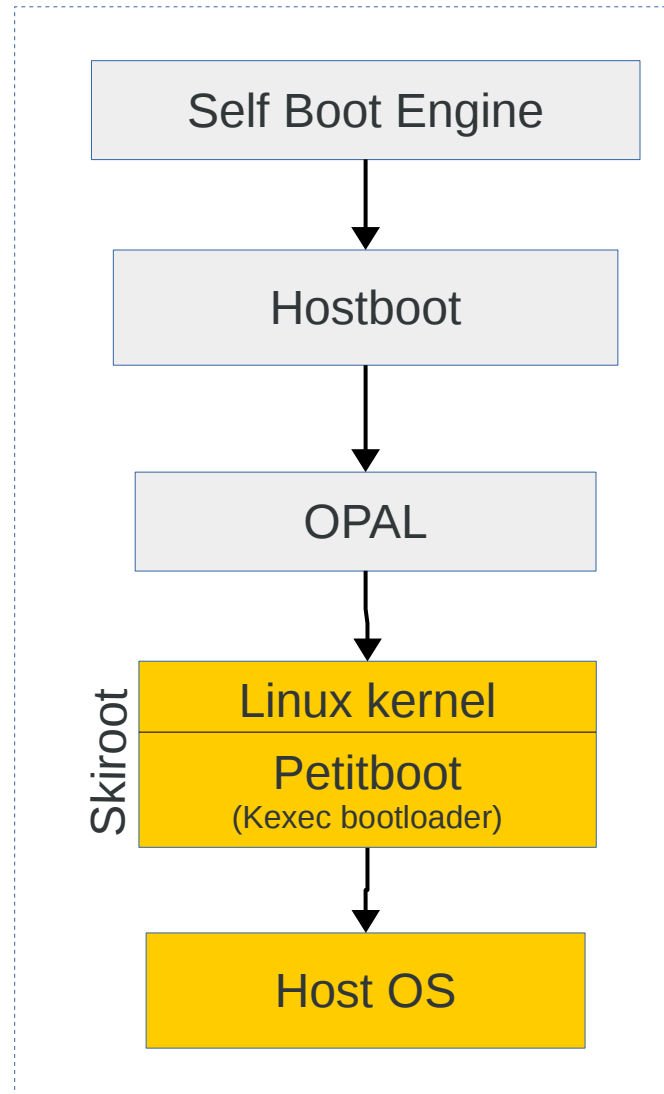 Self Boot Engine
Hostboot
OPAL
Skiroot
Linux kernel
Petitboot
(Kexec bootloader)
Host OS